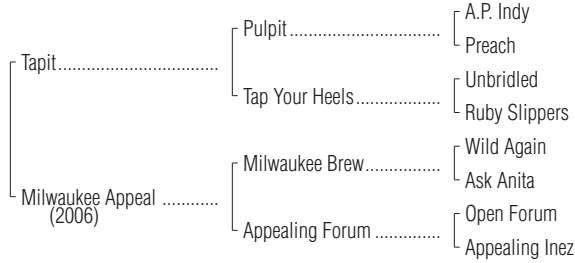 A.P. Indy
Pulpit................................
Preach
Tapit.................................
Unbridled
Tap Your Heels..................
Ruby Slippers
Wild Again
Milwaukee Brew................
Ask Anita
Milwaukee Appeal ............
(2006)
Open Forum
Appealing Forum ..............
Appealing Inez